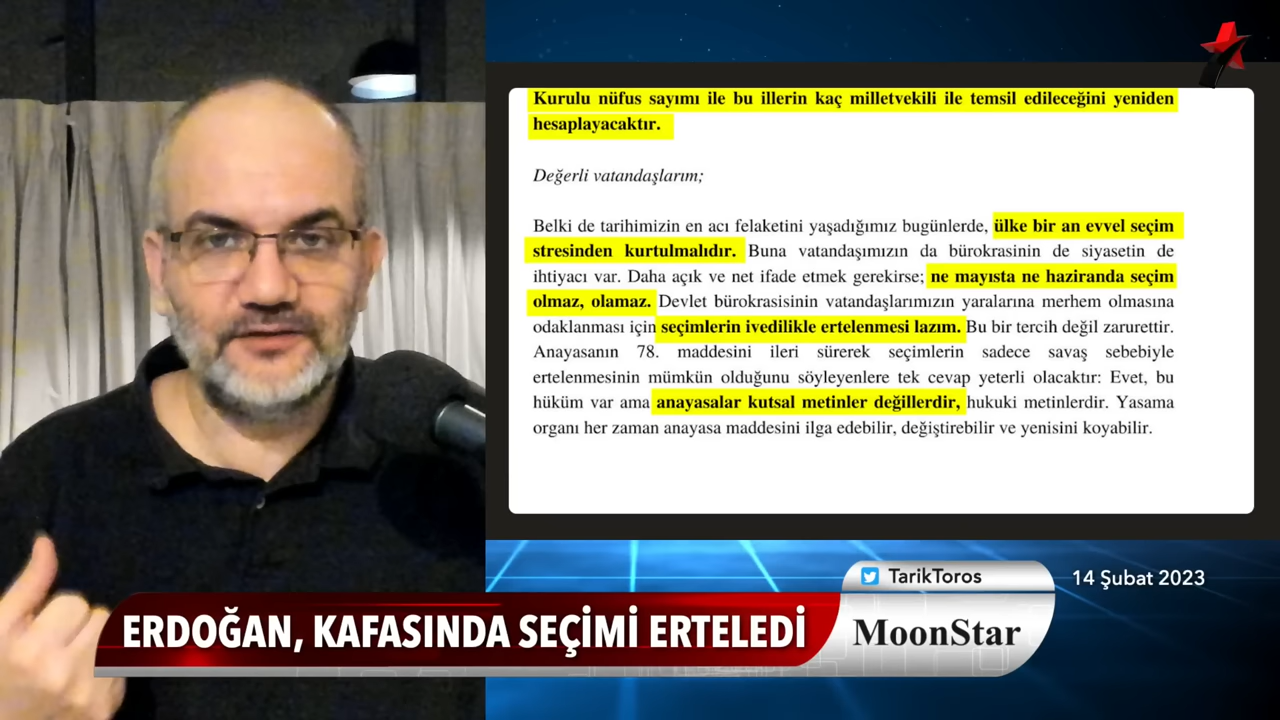 Kurulu nüfus sayımı ile bu illerin kaç milletvekili ile temsil edileceğini yeniden
hesaplayacaktır.
Değerli vatandaşlarım;
Belki de tarihimizin en acı felaketini yaşadığımız bugünlerde, ülke bir an evvel seçim
stresinden kurtulmalıdır. Buna vatandaşımızın da bürokrasinin de siyasetin de
ihtiyacı var. Daha açık ve net ifade etmek gerekirse; ne mayısta ne haziranda seçim
olmaz, olamaz. Devlet bürokrasisinin vatandaşlarımızın yaralarına merhem olmasına
odaklanması için seçimlerin ivedilikle ertelenmesi lazım. Bu bir tercih değil zarurettir.
Anayasanın 78. maddesini ileri sürerek seçimlerin sadece savaş sebebiyle
ertelenmesinin mümkün olduğunu söyleyenlere tek cevap yeterli olacaktır: Evet, bu
hüküm var ama anayasalar kutsal metinler değillerdir, hukuki metinlerdir. Yasama
organı her zaman anayasa maddesini ilga edebilir, değiştirebilir ve yenisini koyabilir.
TarikToros
14 Şubat 2023
ERDOĞAN, KAFASINDA SEÇİMİ ERTELEDİ
MoonStar